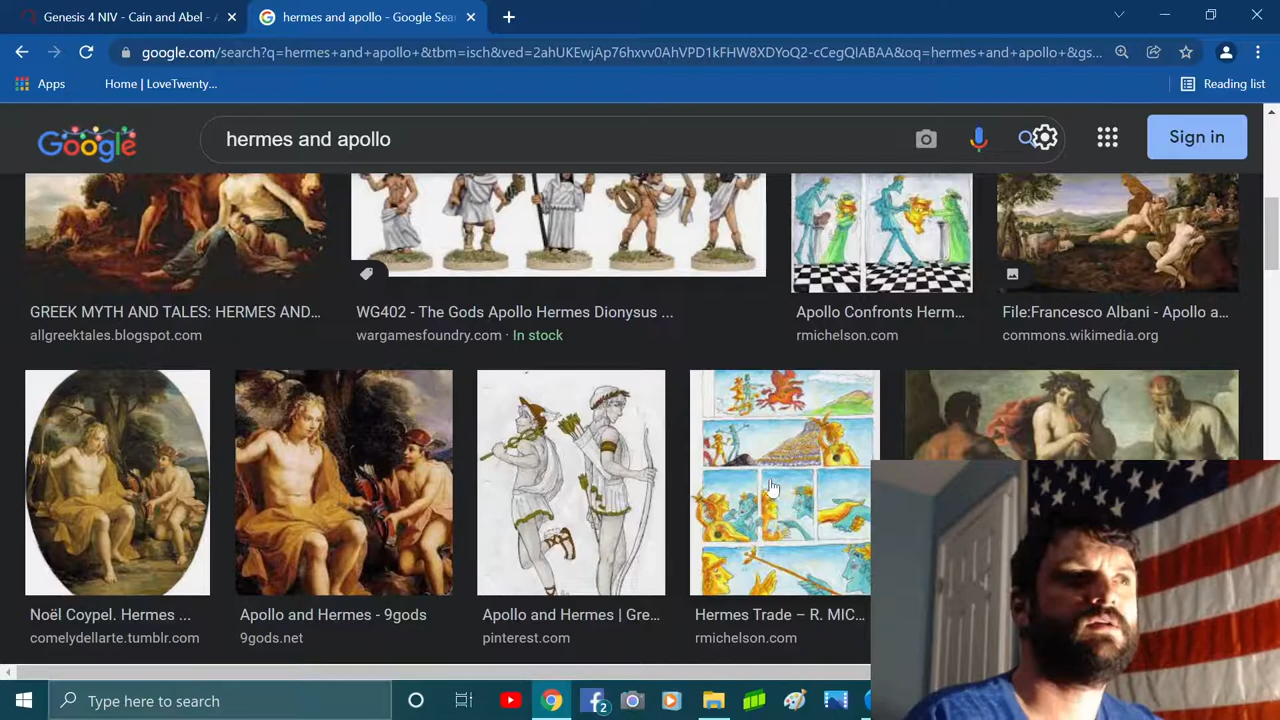 Genesis 4 NIV - Cain and Abel -
hermes and apollo - Google Sea
google.com/search?q=hermes+and+apollo+&tbm=isch&ved=2ahUKEwjAp76hxvv0AhVPD1kFHW8XDYoQ2-cCegQIABAA&oq=hermes+and+apollo+&gs...
Apps
Home | LoveTwenty...
Reading list
Google
hermes and apollo
Sign in
GREEK MYTH AND TALES: HERMES AND...
allgreektales.blogspot.com
WG402 - The Gods Apollo Hermes Dionysus ...
wargamesfoundry.com · In stock
Apollo Confronts Herm...
rmichelson.com
File:Francesco Albani - Apollo a...
commons.wikimedia.org
Noël Coypel. Hermes ...
comelydellarte.tumblr.com
Apollo and Hermes - 9gods
9gods.net
Apollo and Hermes | Gre...
pinterest.com
Hermes Trade – R. MIC...
rmichelson.com
Type here to search
2